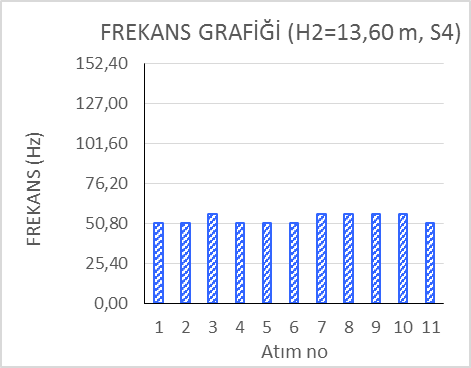 FREKANS GRAFİĞİ (H2=13,60 m, S4)
FREKANS (Hz)
152,40
127,00
101,60
76,20
50,80
25,40
0,00
1 2 3 4 5 6 7 8 9 10 11
Atım no